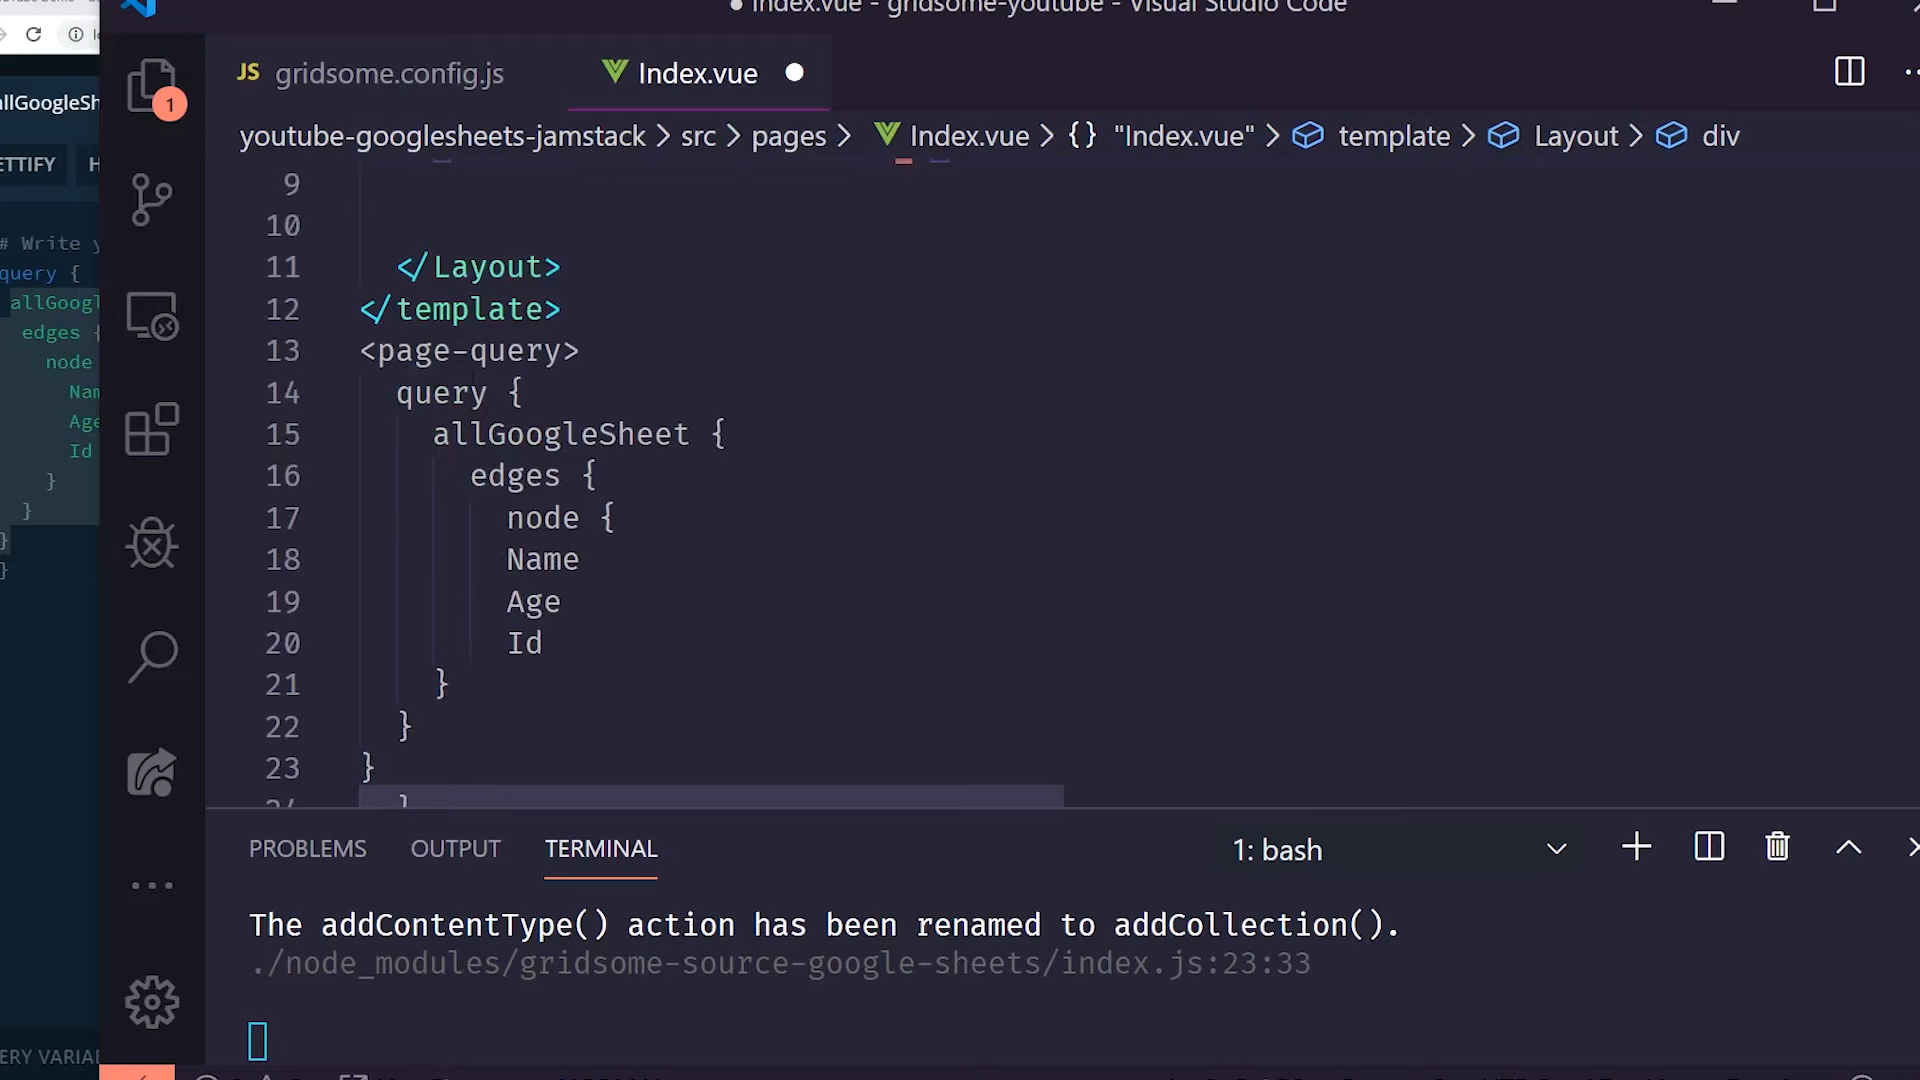 Index.vue - gridsome-youtube - Visual Studio Code
JS gridsome.config.js
Index.vue
1
youtube-googlesheets-jamstack > src > pages > Index.vue > {} "Index.vue" > template > Layout > div
allGoogleSh
ETTIFY
H
# Write y
query {
allGoogl
edges {
node
Nam
Age
Id
}
}
}
}
ERY VARIAB
9
10
11 </Layout>
12 </template>
13 <page-query>
14 query {
15 allGoogleSheet {
16 edges {
17 node {
18 Name
19 Age
20 Id
21 }
22 }
23 }
24 }
PROBLEMS OUTPUT TERMINAL
1: bash
The addContentType() action has been renamed to addCollection().
./node_modules/gridsome-source-google-sheets/index.js:23:33